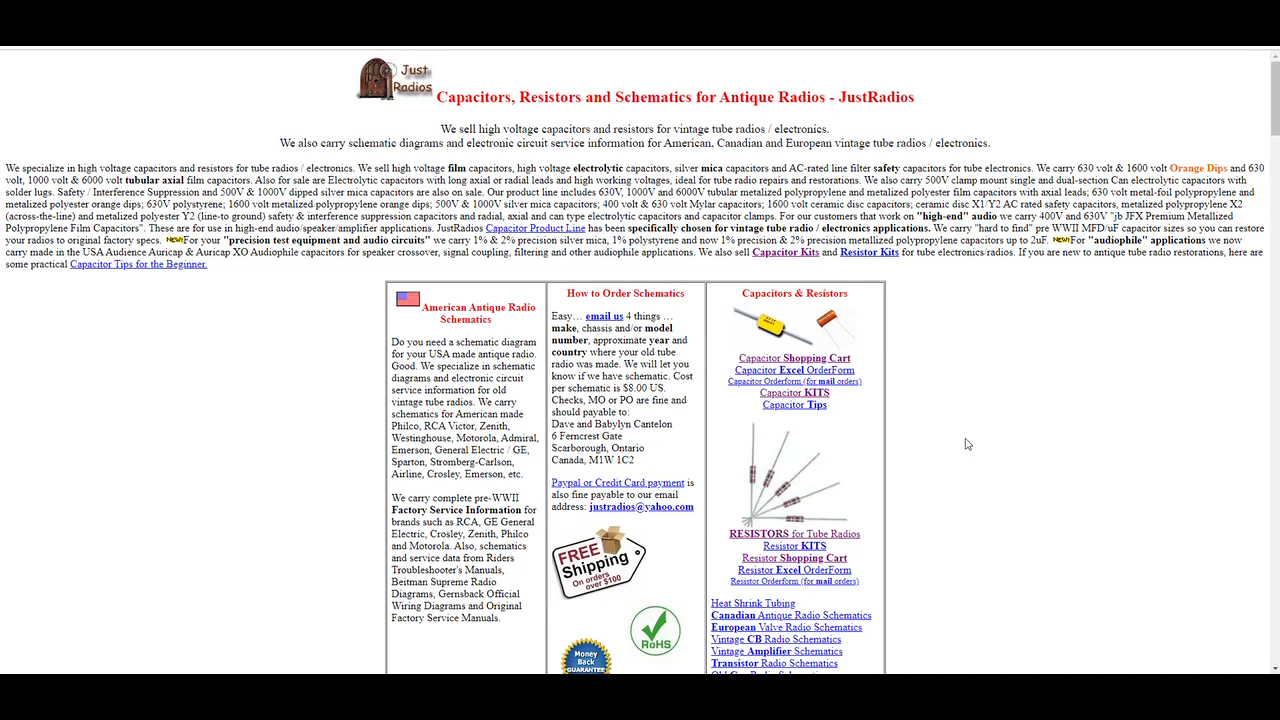 Just
Radios
Capacitors, Resistors and Schematics for Antique Radios - JustRadios
We sell high voltage capacitors and resistors for vintage tube radios / electronics.
We also carry schematic diagrams and electronic circuit service information for American, Canadian and European vintage tube radios / electronics.
We specialize in high voltage capacitors and resistors for tube radios / electronics. We sell high voltage film capacitors, high voltage electrolytic capacitors, silver mica capacitors and AC-rated line filter safety capacitors for tube electronics. We carry 630 volt & 1600 volt Orange Dips and 630
volt, 1000 volt & 6000 volt tubular axial film capacitors. Also for sale are Electrolytic capacitors with long axial or radial leads and high working voltages, ideal for tube radio repairs and restorations. We also carry 500V clamp mount single and dual-section Can electrolytic capacitors with
solder lugs. Safety / Interference Suppression and 500V & 1000V dipped silver mica capacitors are also on sale. Our product line includes 630V, 1000V and 6000V tubular metalized polypropylene and metalized polyester film capacitors with axial leads; 630 volt metal-foil polypropylene and
metalized polyester orange dips; 630V polystyrene; 1600 volt metalized polypropylene orange dips; 500V & 1000V silver mica capacitors; 400 volt & 630 volt Mylar capacitors; 1600 volt ceramic disc capacitors; ceramic disc X1/Y2 AC rated safety capacitors, metalized polypropylene X2
(across-the-line) and metalized polyester Y2 (line-to ground) safety & interference suppression capacitors and radial, axial and can type electrolytic capacitors and capacitor clamps. For our customers that work on "high-end" audio we carry 400V and 630V "jb JFX Premium Metallized
Polypropylene Film Capacitors". These are for use in high-end audio/speaker/amplifier applications. JustRadios Capacitor Product Line has been specifically chosen for vintage tube radio / electronics applications. We carry "hard to find" pre WWII MFD/uF capacitor sizes so you can restore
your radios to original factory specs. NEW! For your "precision test equipment and audio circuits" we carry 1% & 2% precision silver mica, 1% polystyrene and now 1% precision & 2% precision metallized polypropylene capacitors up to 2uF. NEW! For "audiophile" applications we now
carry made in the USA Audience Auricap & Auricap XO Audiophile capacitors for speaker crossover, signal coupling, filtering and other audiophile applications. We also sell Capacitor Kits and Resistor Kits for tube electronics/radios. If you are new to antique tube radio restorations, here are
some practical Capacitor Tips for the Beginner.
American Antique Radio
Schematics
Do you need a schematic diagram
for your USA made antique radio.
Good. We specialize in schematic
diagrams and electronic circuit
service information for old
vintage tube radios. We carry
schematics for American made
Philco, RCA Victor, Zenith,
Westinghouse, Motorola, Admiral,
Emerson, General Electric / GE,
Sparton, Stromberg-Carlson,
Airline, Crosley, Emerson, etc.
We carry complete pre-WWII
Factory Service Information for
brands such as RCA, GE General
Electric, Crosley, Zenith, Philco
and Motorola. Also, schematics
and service data from Riders
Troubleshooter's Manuals,
Beitman Supreme Radio
Diagrams, Gernsback Official
Wiring Diagrams and Original
Factory Service Manuals.
How to Order Schematics
Easy… email us 4 things …
make, chassis and/or model
number, approximate year and
country where your old tube
radio was made. We will let you
know if we have schematic. Cost
per schematic is $8.00 US.
Checks, MO or PO are fine and
should payable to:
Dave and Babylyn Cantelon
6 Ferncrest Gate
Scarborough, Ontario
Canada, M1W 1C2
Paypal or Credit Card payment is
also fine payable to our email
address: justradios@yahoo.com
FREE
Shipping
On orders
over $100
RoHS
Money
Back
GUARANTEE
Capacitors & Resistors
Capacitor Shopping Cart
Capacitor Excel OrderForm
Capacitor Orderform (for mail orders)
Capacitor KITS
Capacitor Tips
RESISTORS for Tube Radios
Resistor KITS
Resistor Shopping Cart
Resistor Excel OrderForm
Resistor Orderform (for mail orders)
Heat Shrink Tubing
Canadian Antique Radio Schematics
European Valve Radio Schematics
Vintage CB Radio Schematics
Vintage Amplifier Schematics
Transistor Radio Schematics